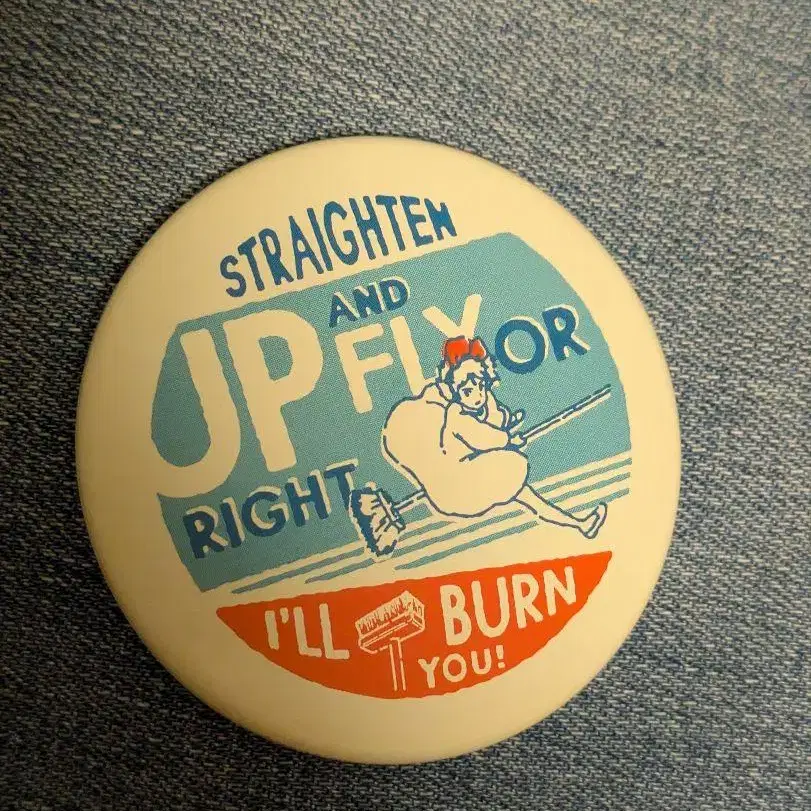 STRAIGHTEN
UP AND
FLY OR
RIGHT,
I'LL BURN
YOU!